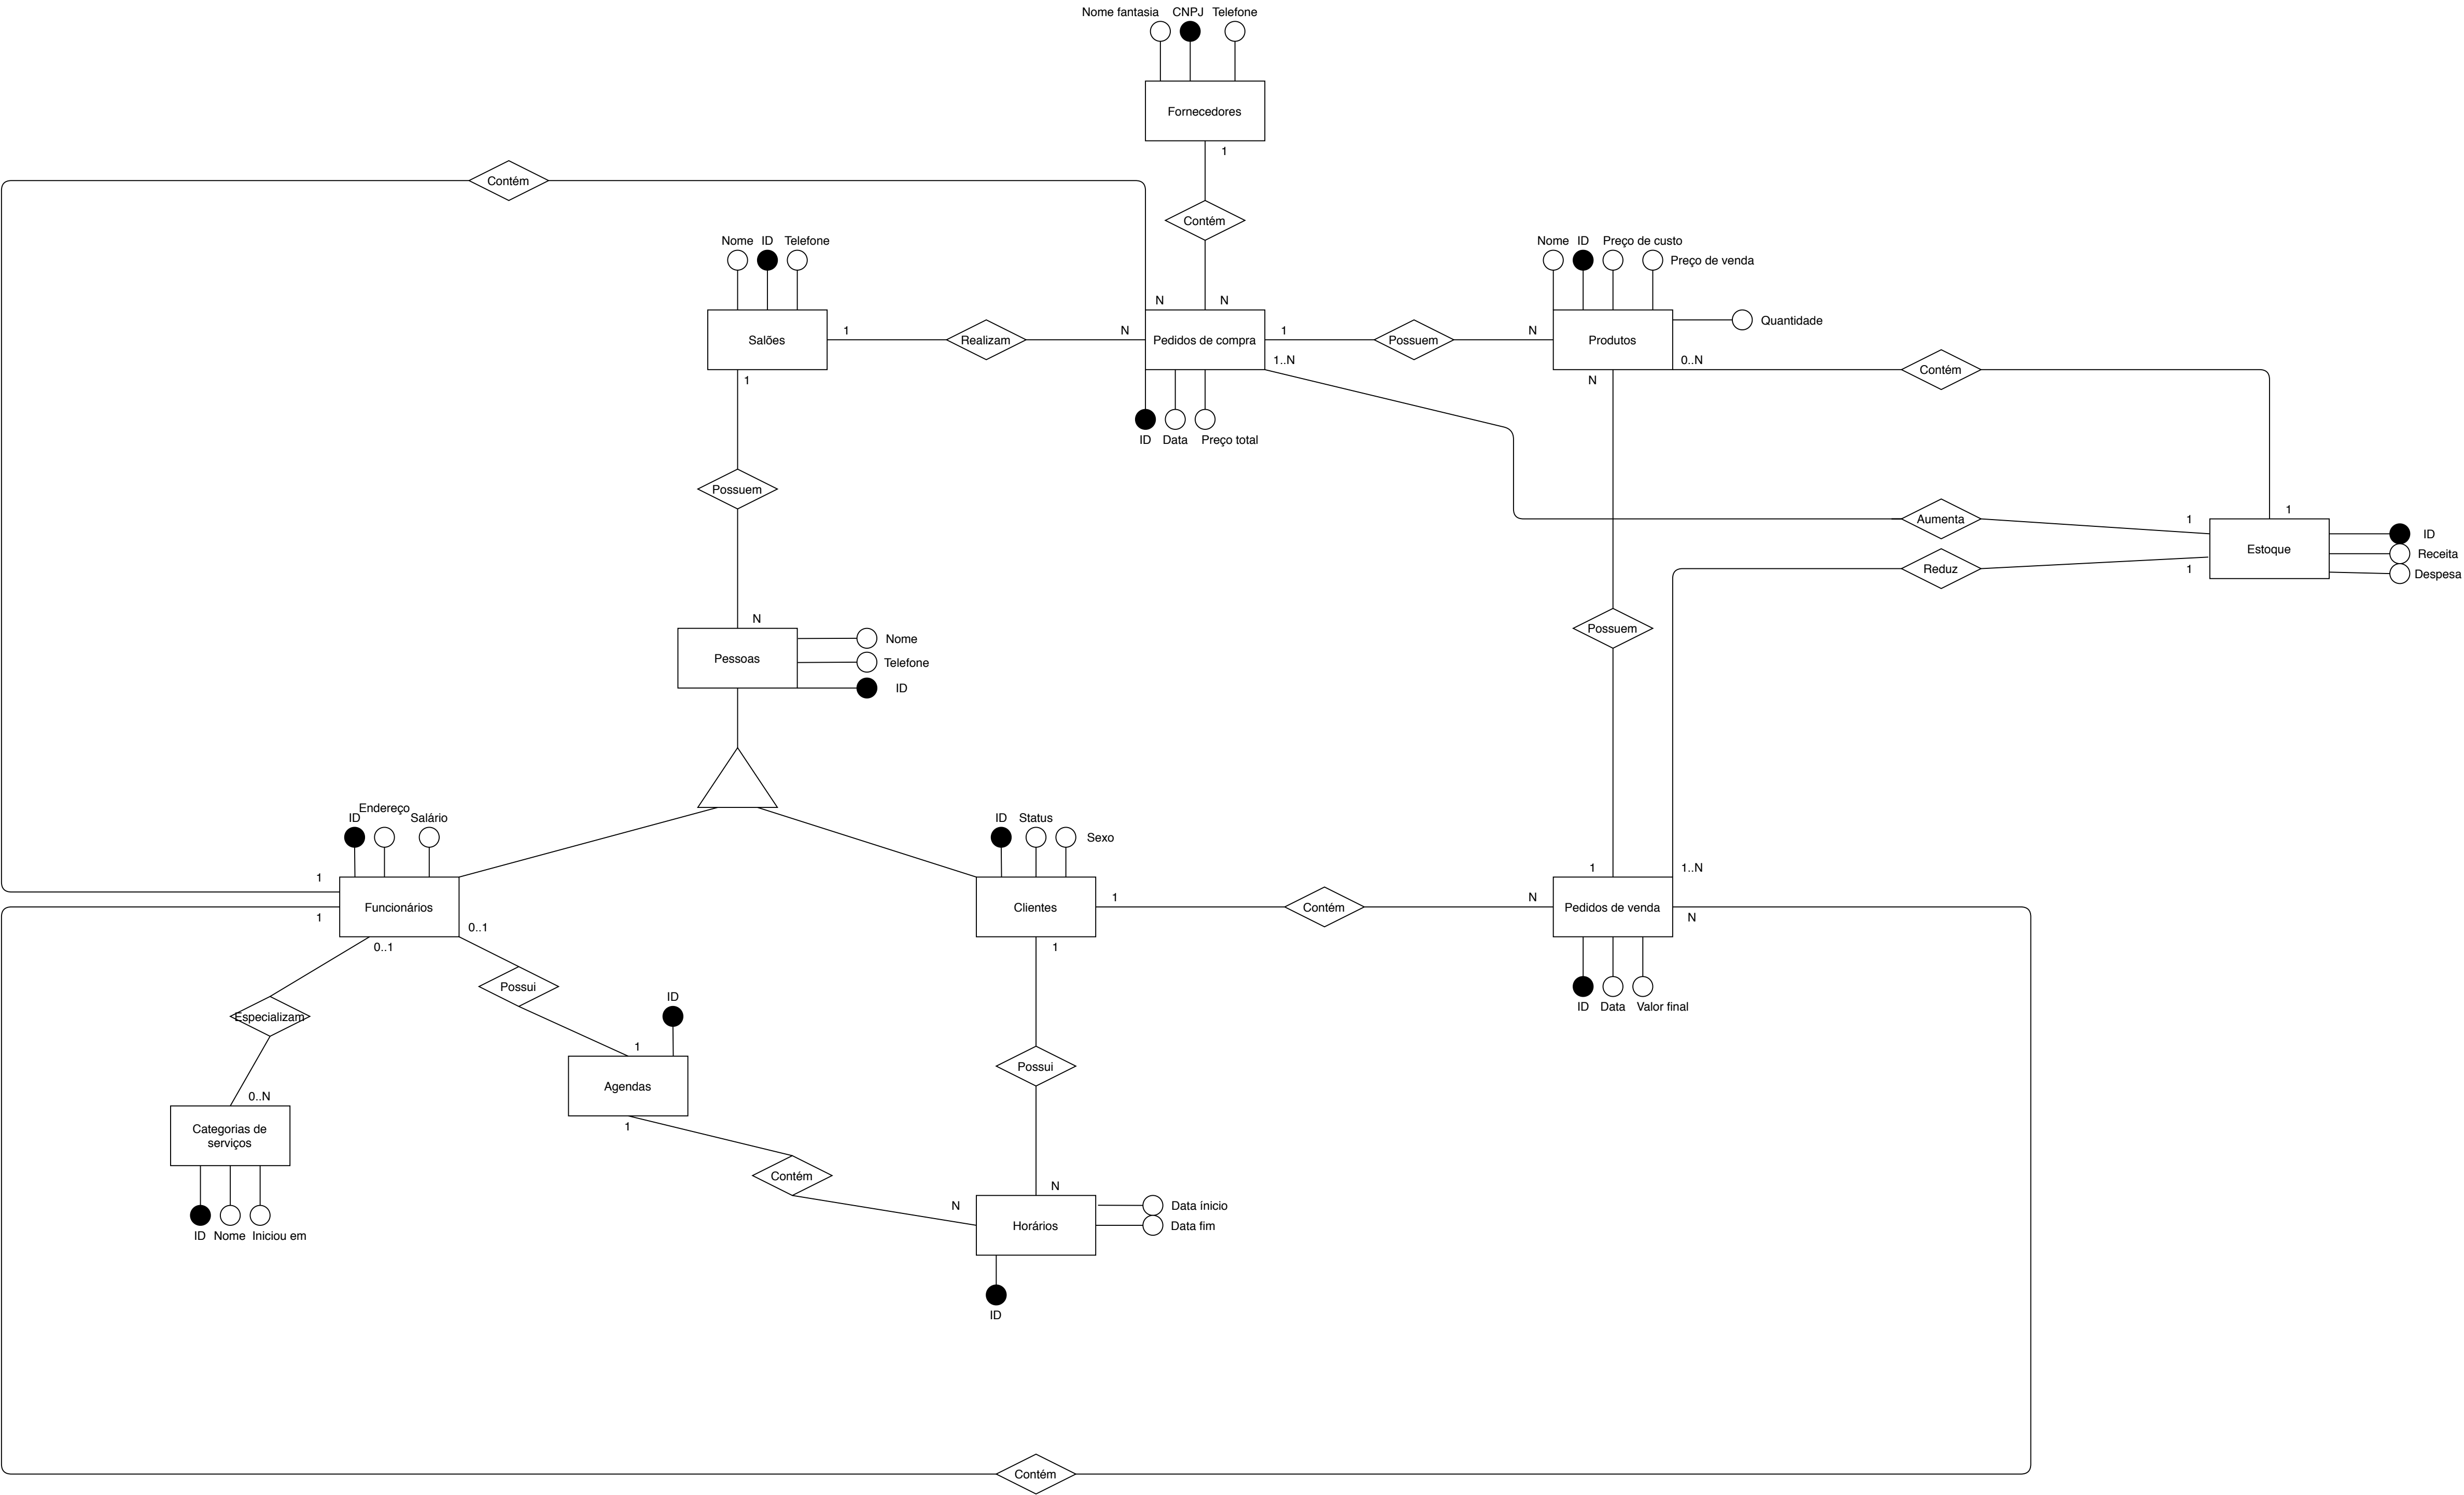 Nome fantasia
CNPJ
Telefone
Fornecedores
1
Contém
Contém
Nome
ID
Telefone
Nome
ID
Preço de custo
Preço de venda
N
N
Quantidade
Salões
1
Realizam
N
Pedidos de compra
1
Possuem
N
Produtos
1..N
0..N
Contém
1
N
ID
Data
Preço total
Possuem
1
Aumenta
1
ID
Estoque
Receita
Reduz
1
Despesa
N
Possuem
Pessoas
Nome
Telefone
ID
Endereço
ID
Salário
ID
Status
Sexo
1
1
1..N
Funcionários
1
0..1
0..1
Clientes
1
1
Contém
N
Pedidos de venda
N
Possui
ID
Especializam
ID
Data
Valor final
1
Agendas
Possui
0..N
1
Categorias de
serviços
Contém
N
N
Horários
Data ínicio
Data fim
ID
Nome
Iniciou em
ID
Contém